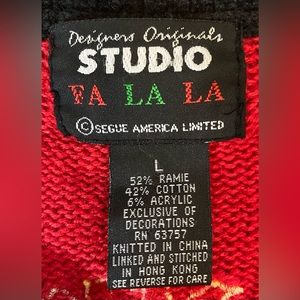 Designers Originals
STUDIO
FA LA LA
©SEGUE AMERICA LIMITED
L
52% RAMIE
42% COTTON
6% ACRYLIC
EXCLUSIVE OF
DECORATIONS
RN 63757
KNITTED IN CHINA
LINKED AND STITCHED
IN HONG KONG
SEE REVERSE FOR CARE